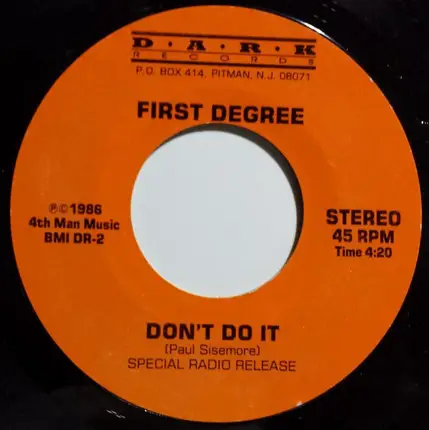 D·A·R·K
RECORDS
P.O. BOX 414, PITMAN, N.J. 08071
FIRST DEGREE
℗©1986
4th Man Music
BMI DR-2
STEREO
45 RPM
Time 4:20
DON'T DO IT
(Paul Sisemore)
SPECIAL RADIO RELEASE